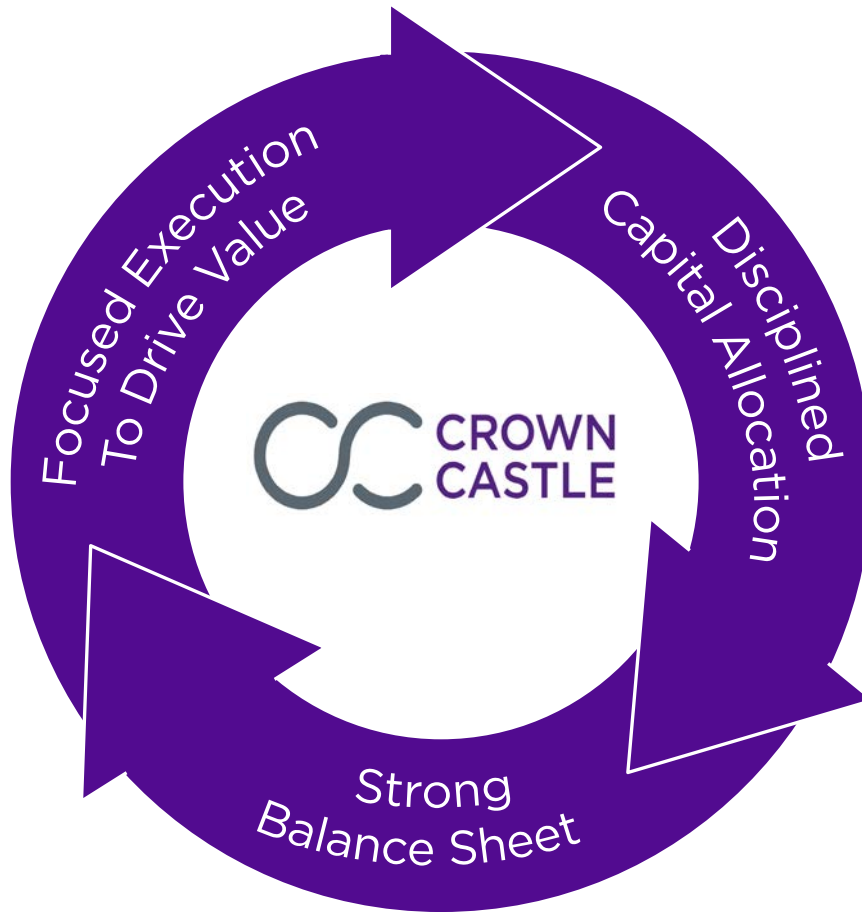 Focused Execution
To Drive Value
Disciplined
Capital Allocation
CROWN
CASTLE
Strong
Balance Sheet